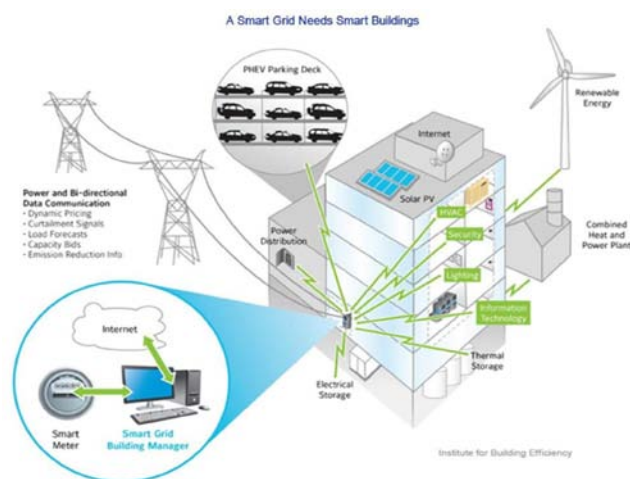 A Smart Grid Needs Smart Buildings
PHEV Parking Deck
Renewable
Energy
Internet
Solar PV
Power and Bi-directional
Data Communication
• Dynamic Pricing
• Curtailment Signals
• Load Forecasts
• Capacity Bids
• Emission Reduction Info
Power
Distribution
HVAC
Security
Lighting
Information
Technology
Combined
Heat and
Power Plant
Thermal
Storage
Electrical
Storage
Internet
Smart
Meter
Smart Grid
Building Manager
Institute for Building Efficiency